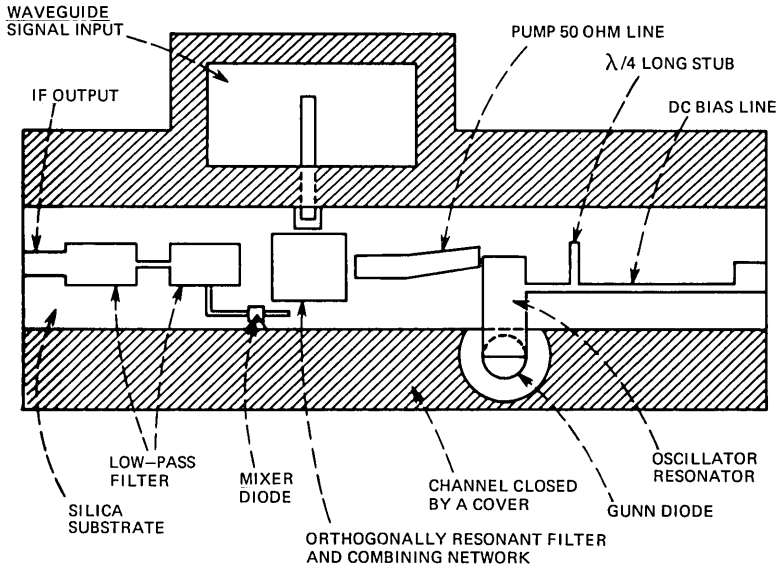 WAVEGUIDE
SIGNAL INPUT
PUMP 50 OHM LINE
λ/4 LONG STUB
IF OUTPUT
DC BIAS LINE
LOW–PASS
FILTER
MIXER
DIODE
CHANNEL CLOSED
BY A COVER
OSCILLATOR
RESONATOR
GUNN DIODE
SILICA
SUBSTRATE
ORTHOGONALLY RESONANT FILTER
AND COMBINING NETWORK